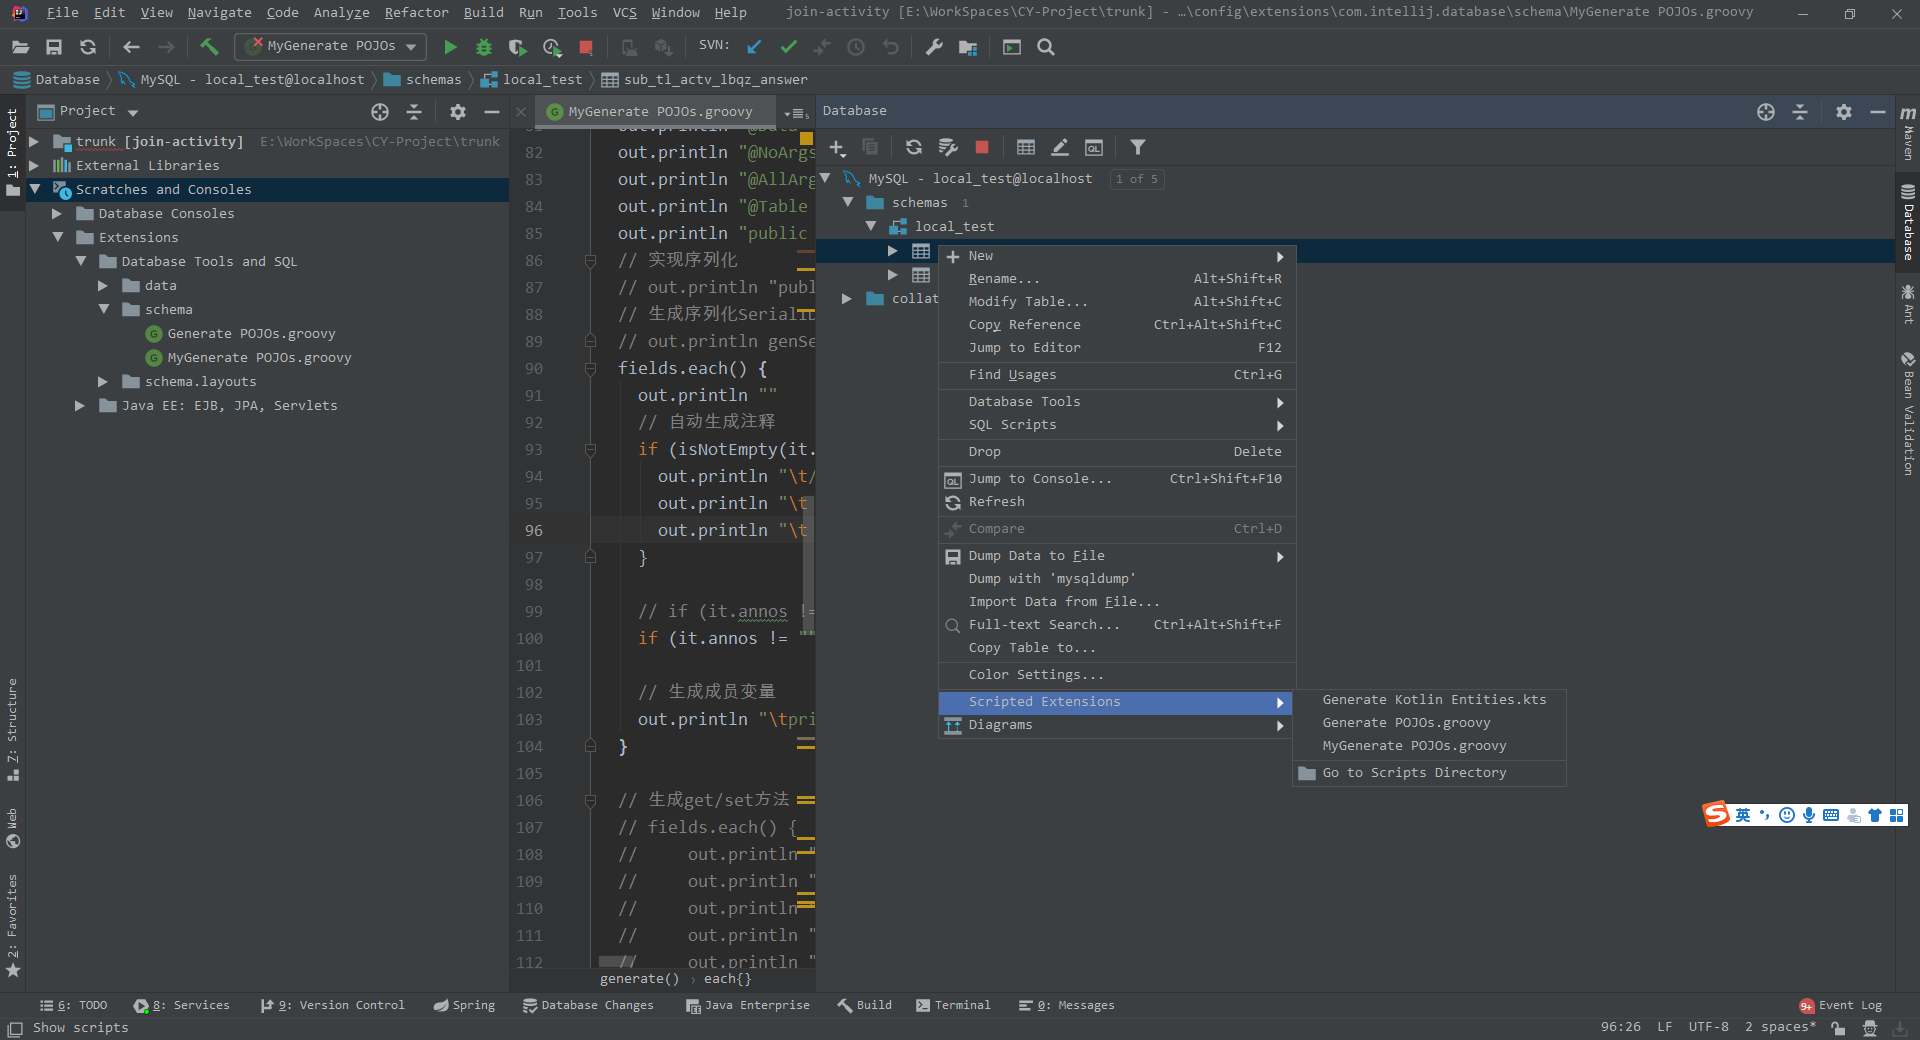 File Edit View Navigate Code Analyze Refactor Build Run Tools VCS Window Help join-activity [E:\WorkSpaces\CY-Project\trunk] - ...\config\extensions\com.intellij.database\schema\MyGenerate POJOs.groovy
MyGenerate POJOs SVN:
Database MySQL - local_test@localhost schemas local_test sub_tl_actv_lbqz_answer
1: Project
7: Structure
Web
2: Favorites
Project
trunk [join-activity] E:\WorkSpaces\CY-Project\trunk
External Libraries
Scratches and Consoles
Database Consoles
Extensions
Database Tools and SQL
data
schema
Generate POJOs.groovy
MyGenerate POJOs.groovy
schema.layouts
Java EE: EJB, JPA, Servlets
MyGenerate POJOs.groovy
82 out.println "@NoArgs
83 out.println "@AllArg
84 out.println "@Table
85 out.println "public
86 // 实现序列化
87 // out.println "publ
88 // 生成序列化Serial
89 // out.println genSe
90 fields.each() {
91 out.println ""
92 // 自动生成注释
93 if (isNotEmpty(it.
94 out.println "\t/
95 out.println "\t
96 out.println "\t
97 }
98
99 // if (it.annos !=
100 if (it.annos != ""
101
102 // 生成成员变量
103 out.println "\tpri
104 }
105
106 // 生成get/set方法
107 // fields.each() {
108 // out.println "
109 // out.println "
110 // out.println
111 // out.println "
112 // out.println "
generate() › each{}
Database
MySQL - local_test@localhost 1 of 5
schemas 1
local_test
collat
New
Rename... Alt+Shift+R
Modify Table... Alt+Shift+C
Copy Reference Ctrl+Alt+Shift+C
Jump to Editor F12
Find Usages Ctrl+G
Database Tools
SQL Scripts
Drop Delete
QL Jump to Console... Ctrl+Shift+F10
Refresh
Compare Ctrl+D
Dump Data to File
Dump with 'mysqldump'
Import Data from File...
Full-text Search... Ctrl+Alt+Shift+F
Copy Table to...
Color Settings...
Scripted Extensions
Diagrams
Generate Kotlin Entities.kts
Generate POJOs.groovy
MyGenerate POJOs.groovy
Go to Scripts Directory
m Maven
Database
Ant
Bean Validation
S 英
6: TODO 8: Services 9: Version Control Spring Database Changes Java Enterprise Build Terminal 0: Messages 9+ Event Log
Show scripts 96:26 LF UTF-8 2 spaces*